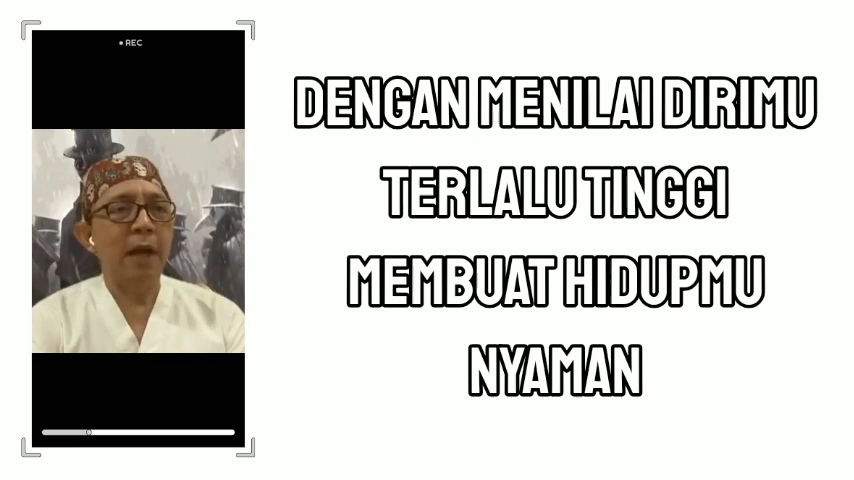 REC
DENGAN MENILAI DIRIMU
TERLALU TINGGI
MEMBUAT HIDUPMU
NYAMAN